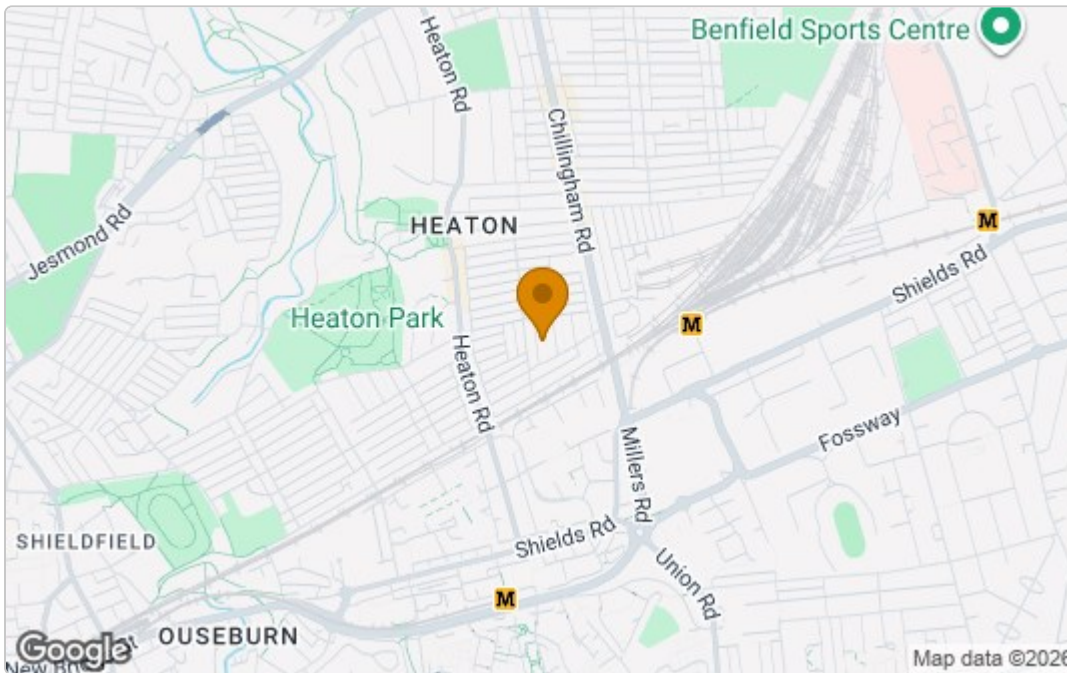 Benfield Sports Centre
Heaton Rd
Chillingham Rd
Jesmond Rd
HEATON
M
Shields Rd
Heaton Park
M
Heaton Rd
Fossway
Millers Rd
SHIELDFIELD
Shields Rd
Union Rd
M
OUSEBURN
Google
Map data ©2026